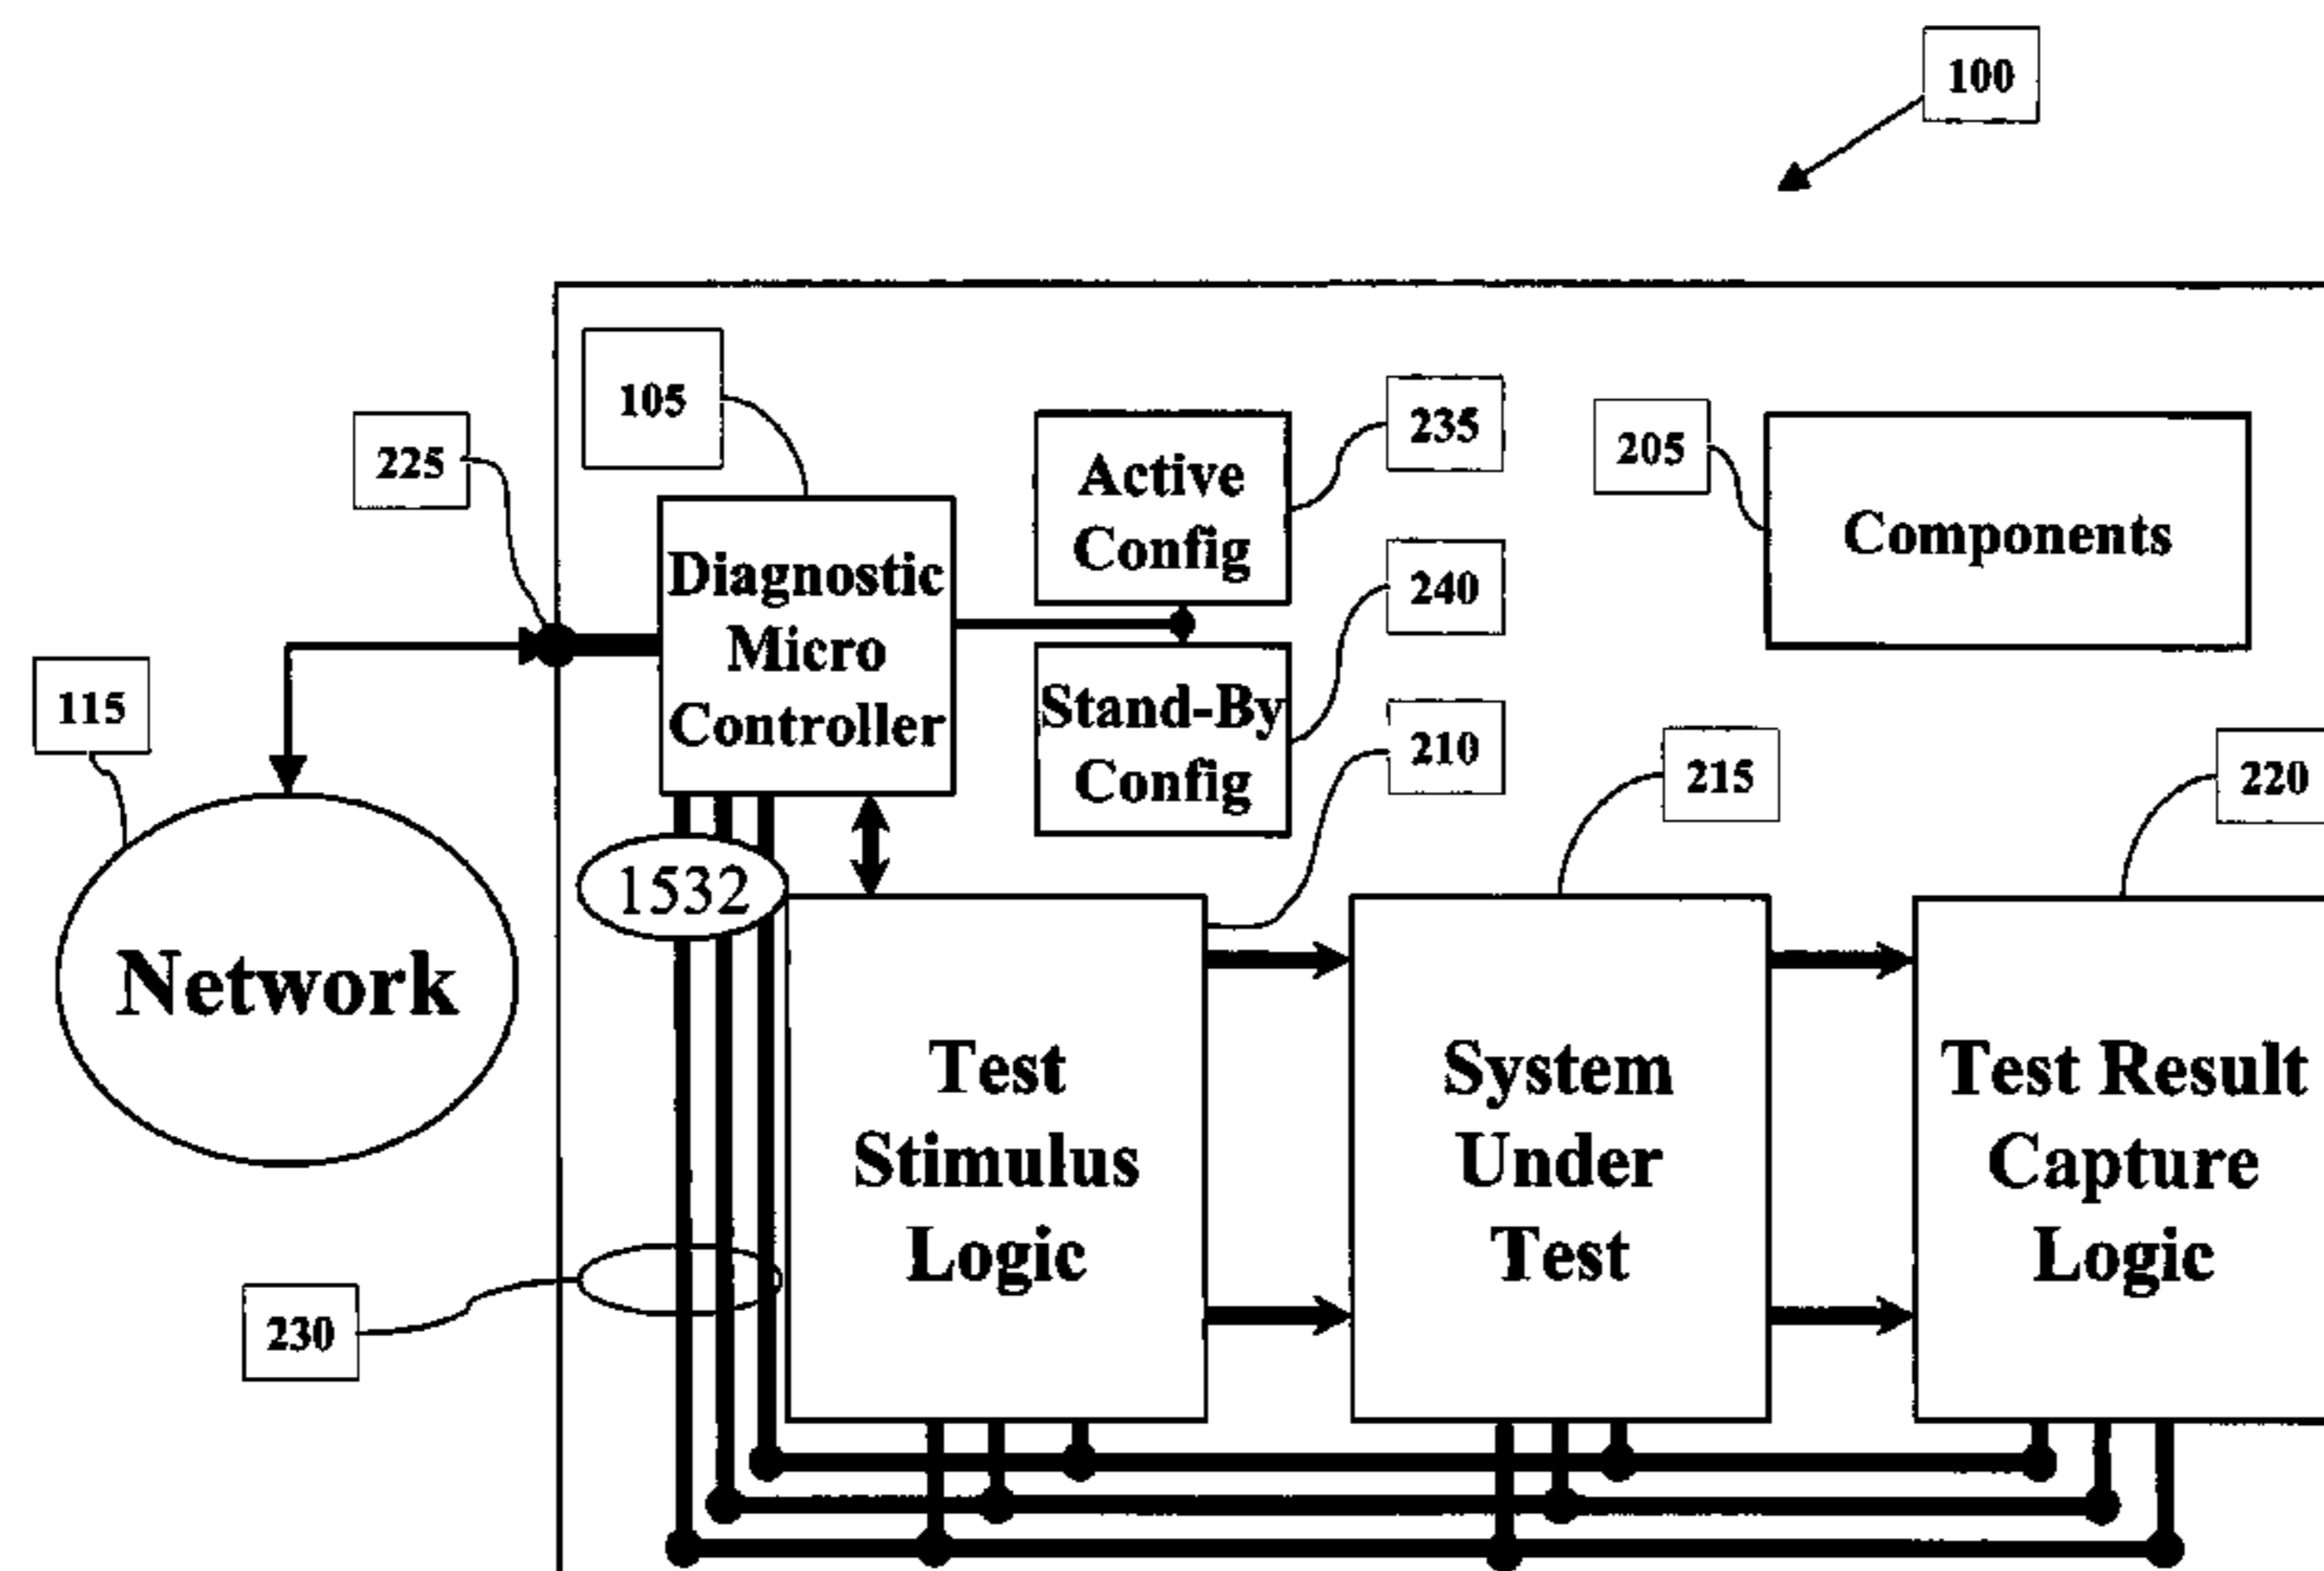 100
105
235
205
225
Active
Config
Components
Diagnostic
Micro
Controller
240
115
Stand-By
Config
210
215
220
1532
Network
Test
Stimulus
Logic
System
Under
Test
Test Result
Capture
Logic
230